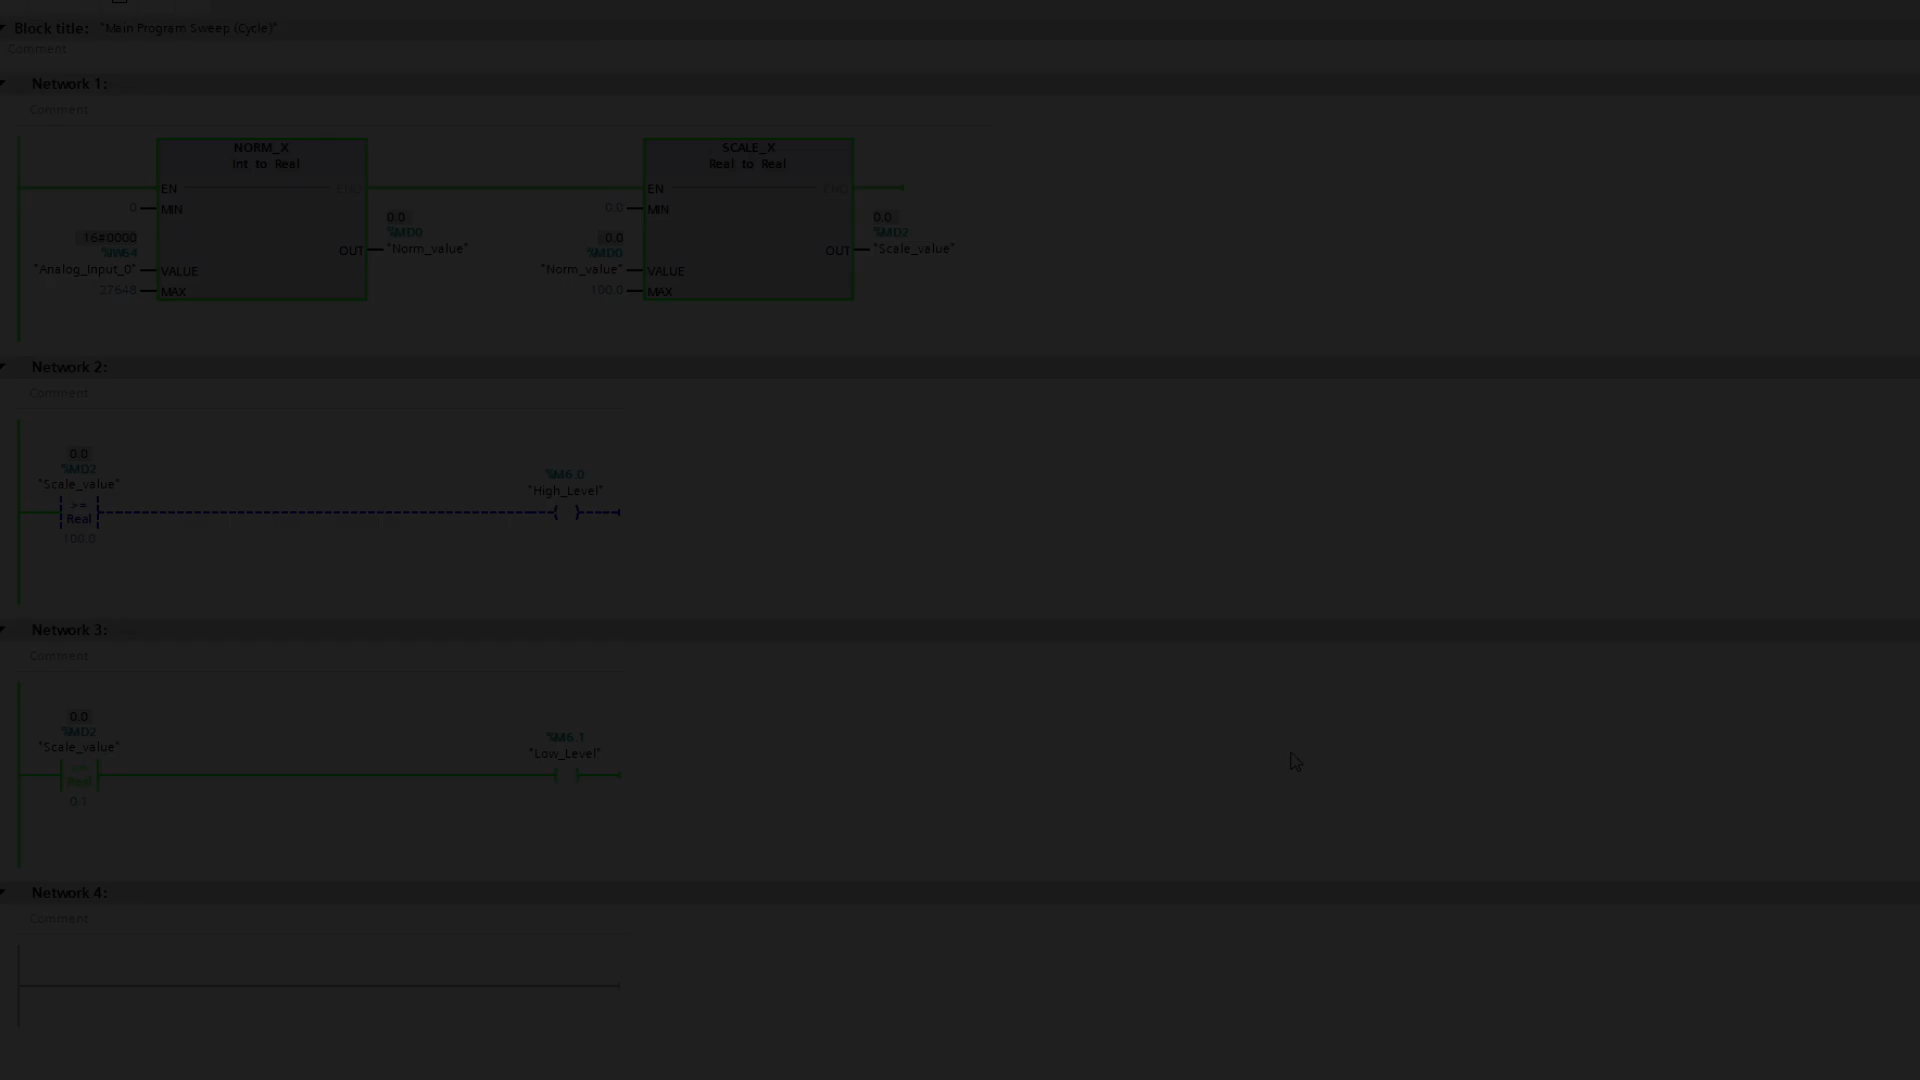 Block title: "Main Program Sweep (Cycle)"
Comment
Network 1:
Comment
NORM_X
Int to Real
EN
ENO
0
MIN
16#0000
%IW64
"Analog_Input_0"
VALUE
27648
MAX
OUT
0.0
%MD0
"Norm_value"
SCALE_X
Real to Real
EN
ENO
0.0
MIN
0.0
%MD0
"Norm_value"
VALUE
100.0
MAX
OUT
0.0
%MD2
"Scale_value"
Network 2:
Comment
0.0
%MD2
"Scale_value"
>=
Real
100.0
%M6.0
"High_Level"
Network 3:
Comment
0.0
%MD2
"Scale_value"
Real
0.1
%M6.1
"Low_Level"
Network 4:
Comment